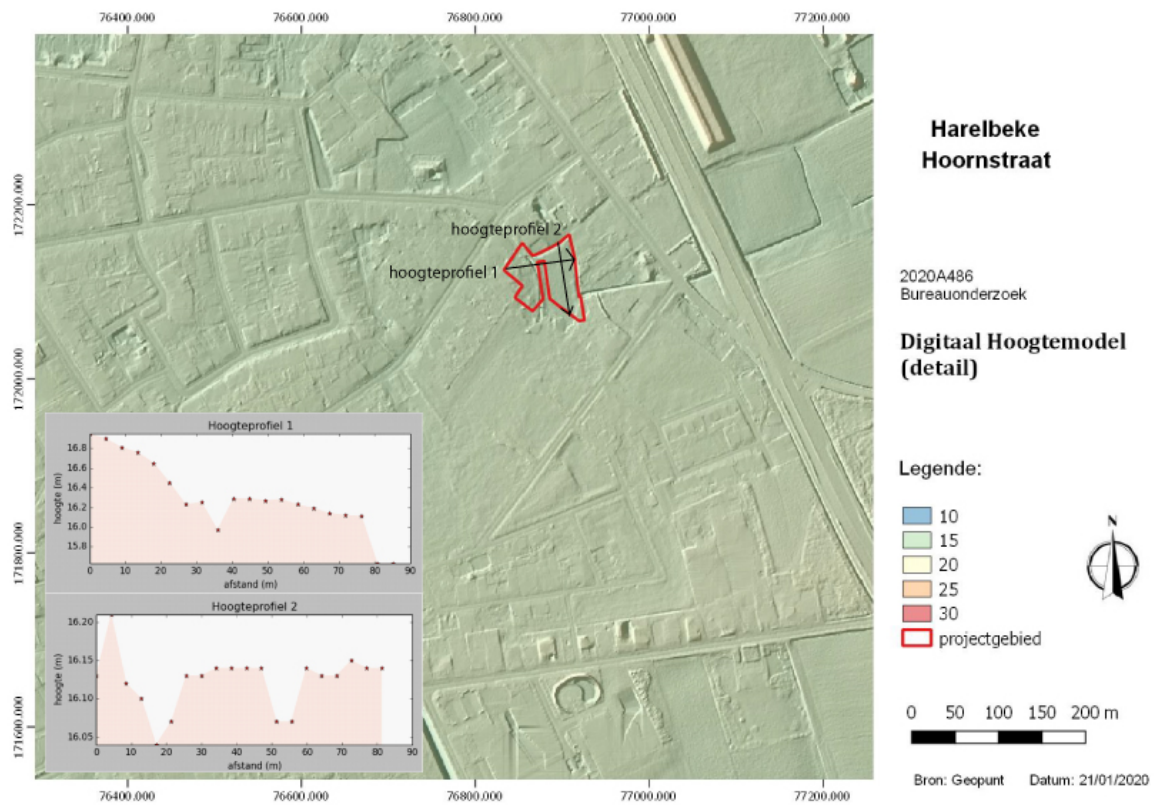 76400.000 76600.000 76800.000 77000.000 77200.000
172200.000
172000.000
171800.000
171600.000
hoogteprofiel 2
hoogteprofiel 1
Hoogteprofiel 1
hoogte (m)
16.8
16.6
16.4
16.2
16.0
15.8
0 10 20 30 40 50 60 70 80 90
afstand (m)
Hoogteprofiel 2
hoogte (m)
16.20
16.15
16.10
16.05
0 10 20 30 40 50 60 70 80 90
afstand (m)
76400.000 76600.000 76800.000 77000.000 77200.000
Harelbeke
Hoornstraat
2020A486
Bureauonderzoek
Digitaal Hoogtemodel
(detail)
Legende:
10
15
20
25
30
projectgebied
N
0 50 100 150 200 m
Bron: Geopunt Datum: 21/01/2020